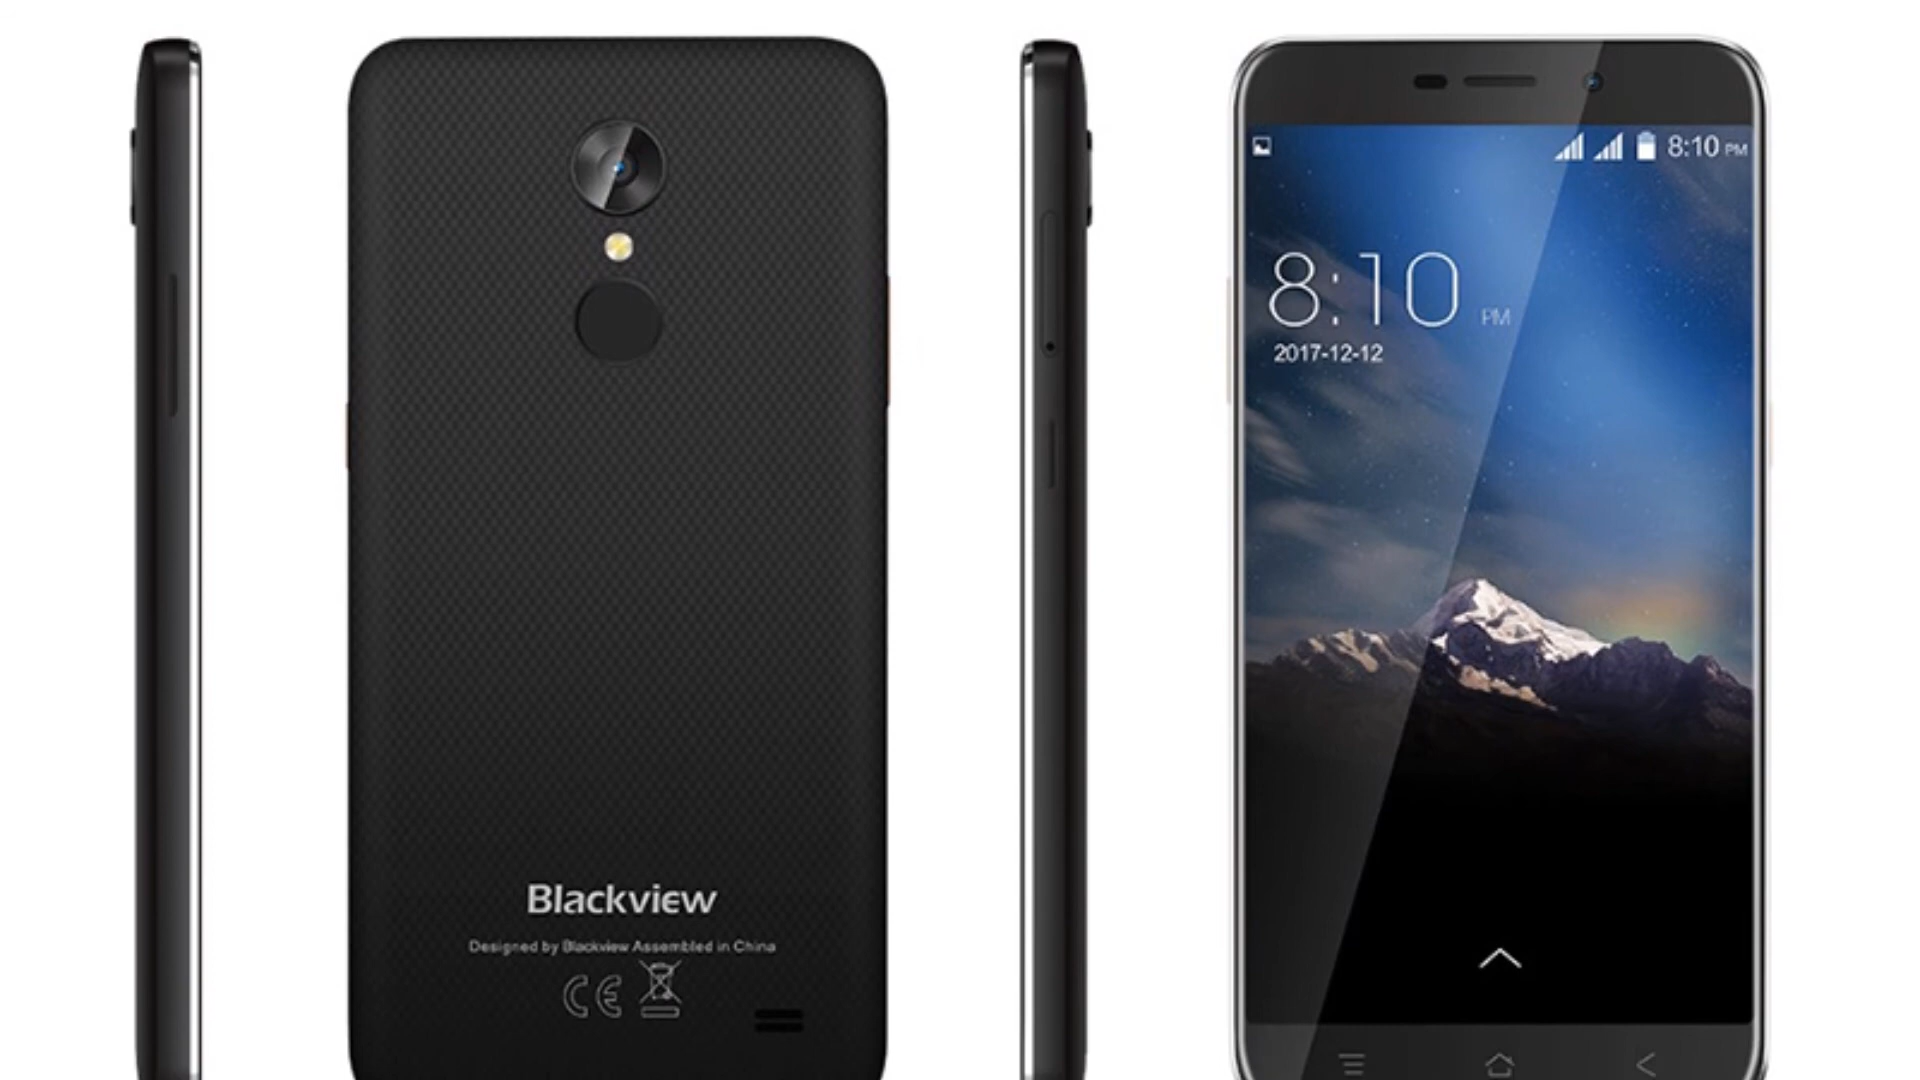 Blackview
Designed by Blackview Assembled in China
CE
8:10 PM
8:10 PM
2017-12-12